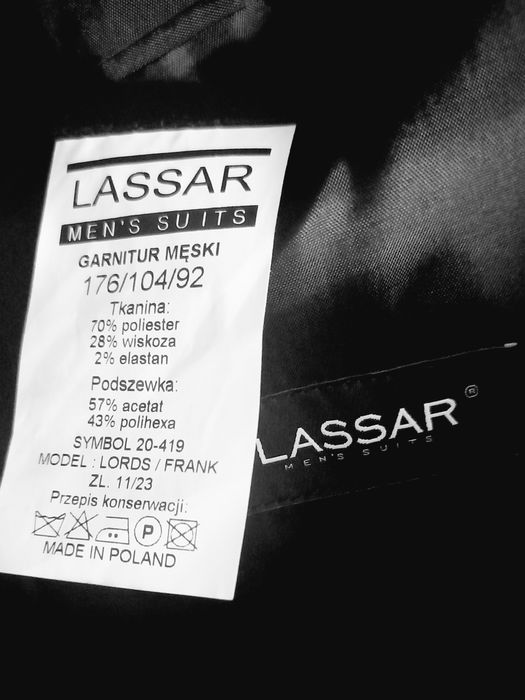 LASSAR
MEN'S SUITS
GARNITUR MĘSKI
176/104/92
Tkanina:
70% poliester
28% wiskoza
2% elastan
Podszewka:
57% acetat
43% polihexa
SYMBOL 20-419
MODEL : LORDS / FRANK
ZL. 11/23
Przepis konserwacji:
P
MADE IN POLAND
LASSAR®
MEN'S SUITS